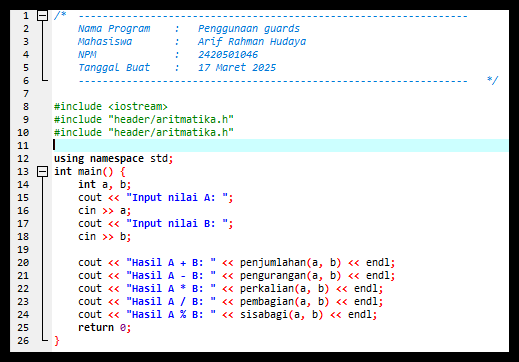 1 /* -----------------------------------------------------------------
2 Nama Program : Penggunaan guards
3 Mahasiswa : Arif Rahman Hudaya
4 NPM : 2420501046
5 Tanggal Buat : 17 Maret 2025
6 ----------------------------------------------------------------- */
7
8 #include <iostream>
9 #include "header/aritmatika.h"
10 #include "header/aritmatika.h"
11
12 using namespace std;
13 int main() {
14 int a, b;
15 cout << "Input nilai A: ";
16 cin >> a;
17 cout << "Input nilai B: ";
18 cin >> b;
19
20 cout << "Hasil A + B: " << penjumlahan(a, b) << endl;
21 cout << "Hasil A - B: " << pengurangan(a, b) << endl;
22 cout << "Hasil A * B: " << perkalian(a, b) << endl;
23 cout << "Hasil A / B: " << pembagian(a, b) << endl;
24 cout << "Hasil A % B: " << sisabagi(a, b) << endl;
25 return 0;
26 }